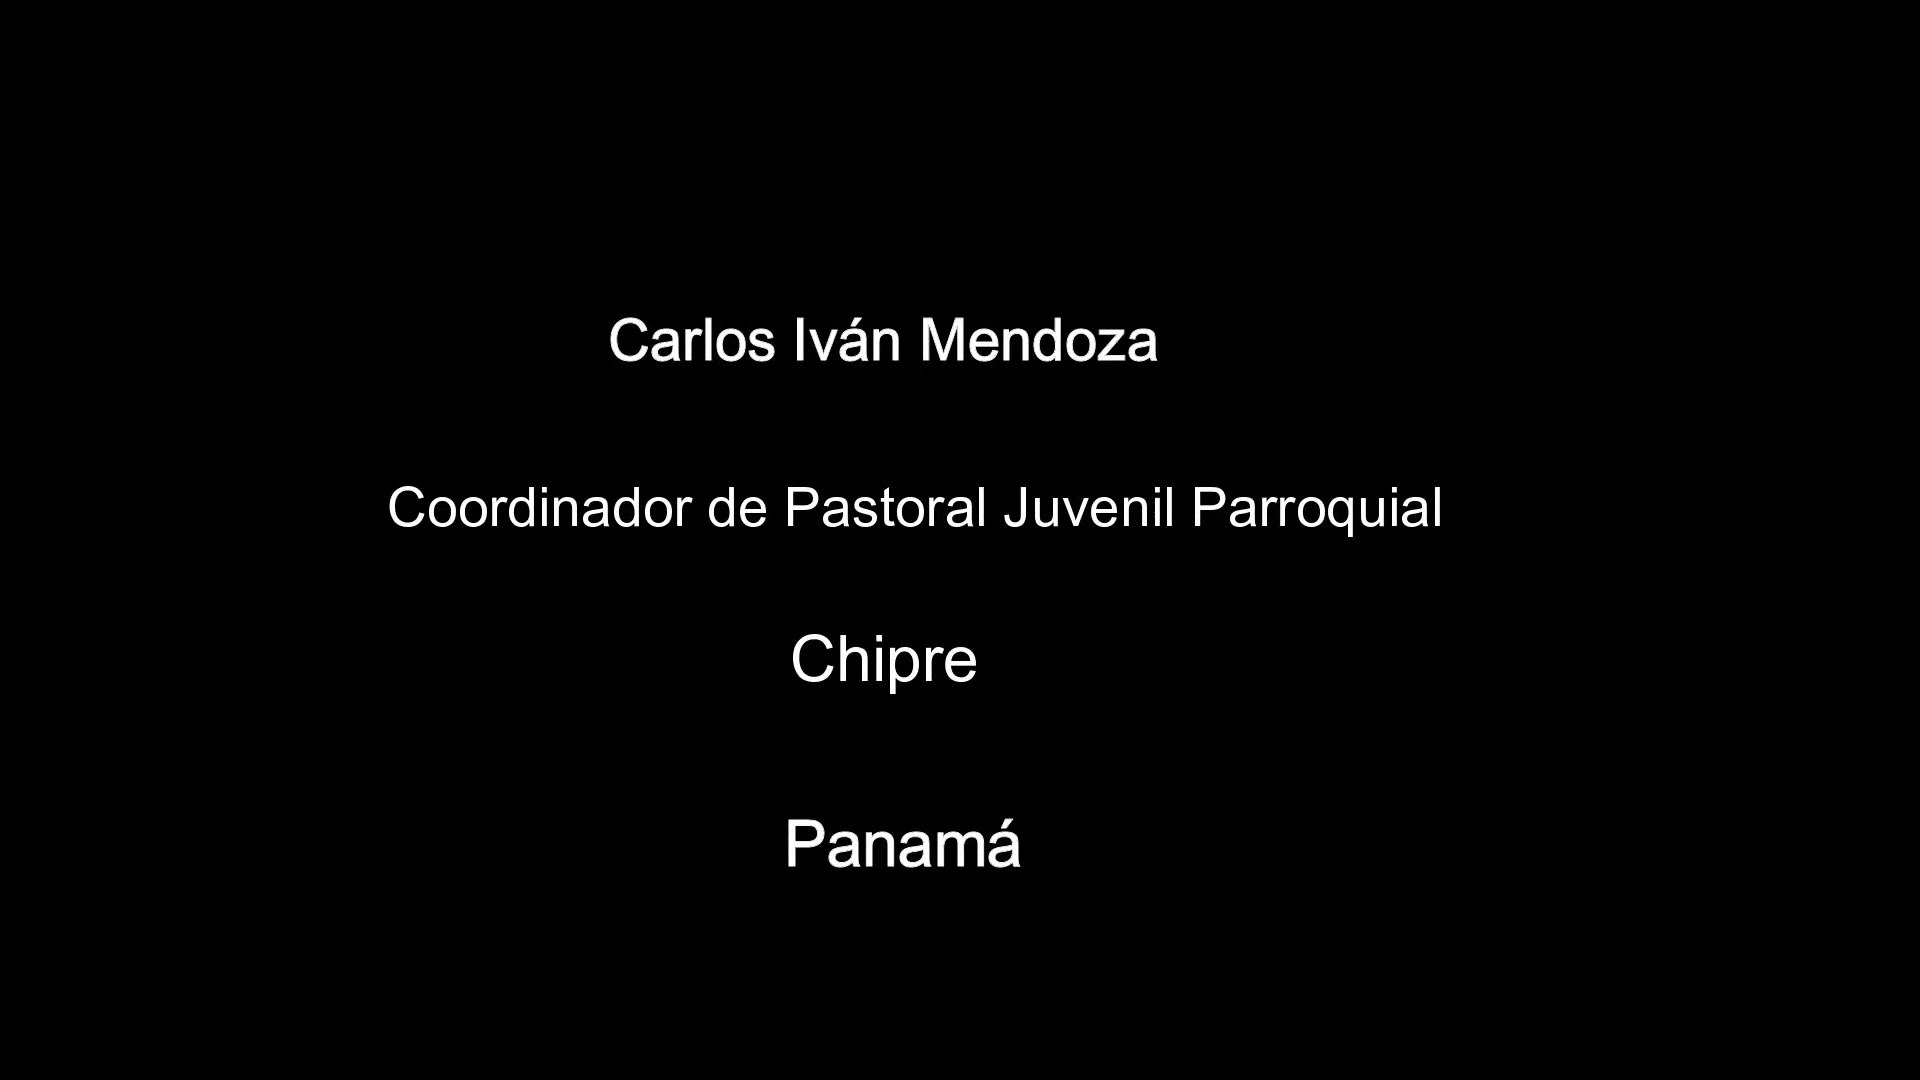 Carlos Iván Mendoza
Coordinador de Pastoral Juvenil Parroquial
Chipre
Panamá